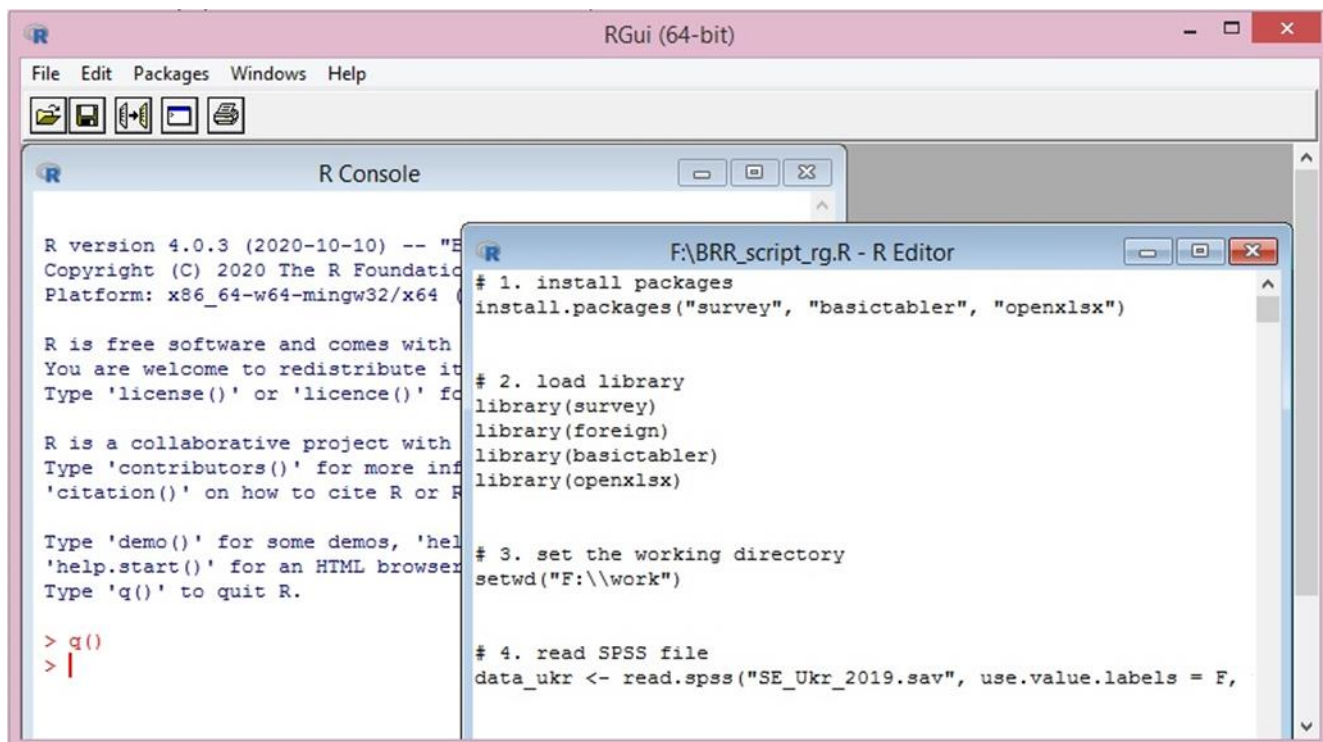 RGui (64-bit)
File Edit Packages Windows Help
R Console
R version 4.0.3 (2020-10-10) -- "
Copyright (C) 2020 The R Foundatio
Platform: x86_64-w64-mingw32/x64 (
R is free software and comes with
You are welcome to redistribute it
Type 'license()' or 'licence()' fo
R is a collaborative project with
Type 'contributors()' for more inf
'citation()' on how to cite R or R
Type 'demo()' for some demos, 'hel
'help.start()' for an HTML browser
Type 'q()' to quit R.
> q()
>
F:\BRR_script_rg.R - R Editor
# 1. install packages
install.packages("survey", "basictabler", "openxlsx")
# 2. load library
library(survey)
library(foreign)
library(basictabler)
library(openxlsx)
# 3. set the working directory
setwd("F:\\work")
# 4. read SPSS file
data_ukr <- read.spss("SE_Ukr_2019.sav", use.value.labels = F,